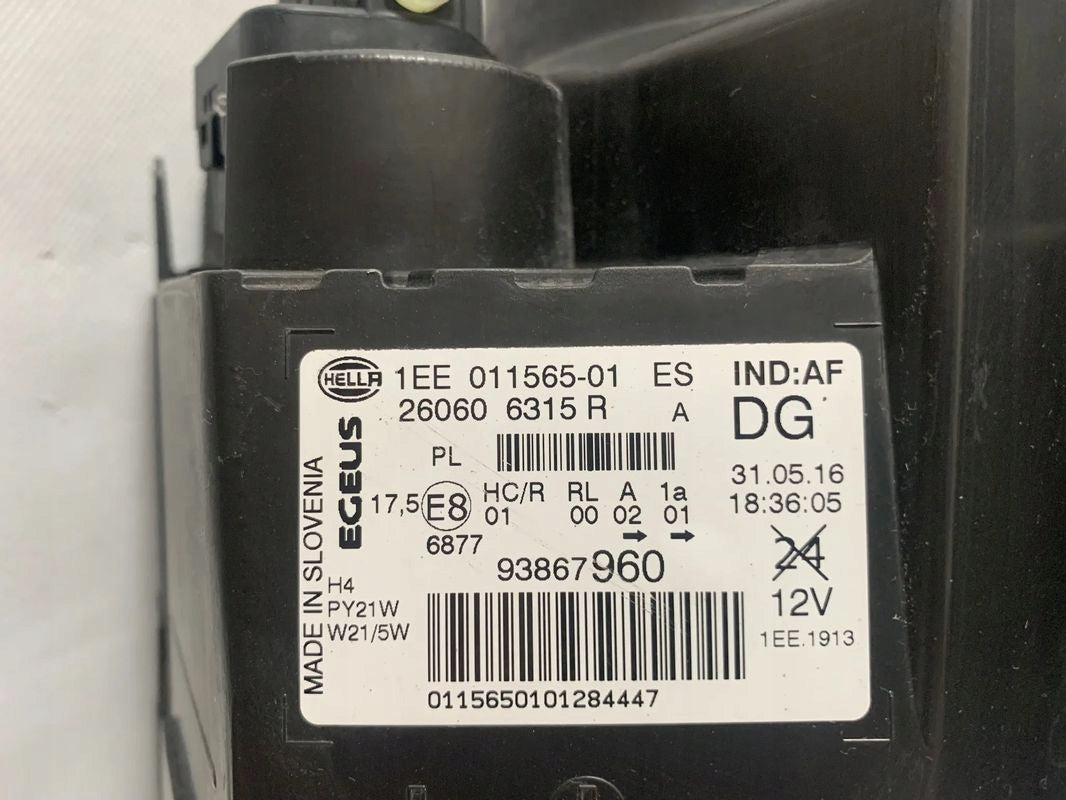 HELLA 1EE 011565-01 ES IND:AF
26060 6315 R A DG
EGEUS
MADE IN SLOVENIA
PL
31.05.16
17,5 E8 HC/R RL A 1a 18:36:05
01 00 02 01
6877 → →
93867960 24
H4
PY21W 12V
W21/5W 1EE.1913
0115650101284447